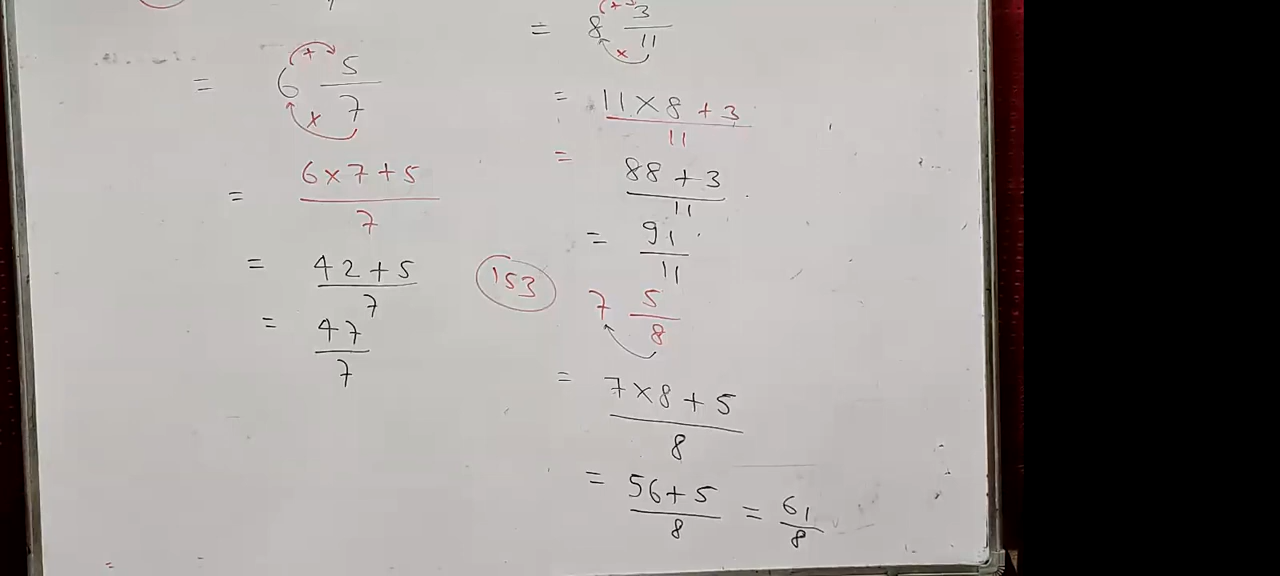 = 6 5/7
= 6 × 7 + 5 / 7
= 42 + 5 / 7
= 47 / 7
= 8 3/11
= 11 × 8 + 3 / 11
= 88 + 3 / 11
= 91 / 11
153 7 5/8
= 7 × 8 + 5 / 8
= 56 + 5 / 8 = 61 / 8